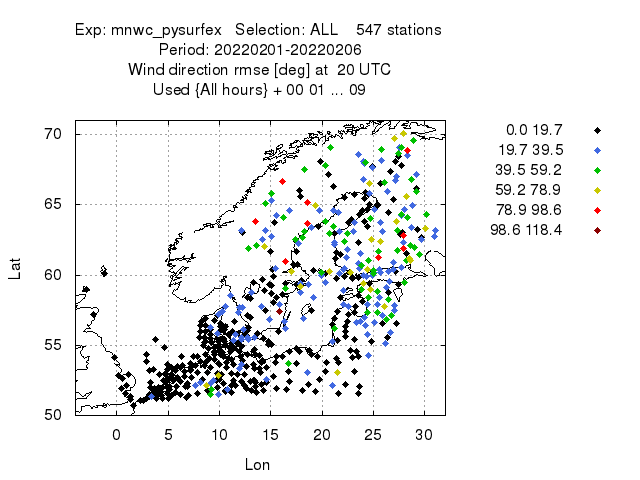 Exp: mnwc_pysurfex   Selection: ALL    547 stations
Period: 20220201-20220206
Wind direction rmse [deg] at  20 UTC
Used {All hours} + 00 01 ... 09
0.0 19.7
19.7 39.5
39.5 59.2
59.2 78.9
78.9 98.6
98.6 118.4
70
65
60
55
50
Lat
0 5 10 15 20 25 30
Lon